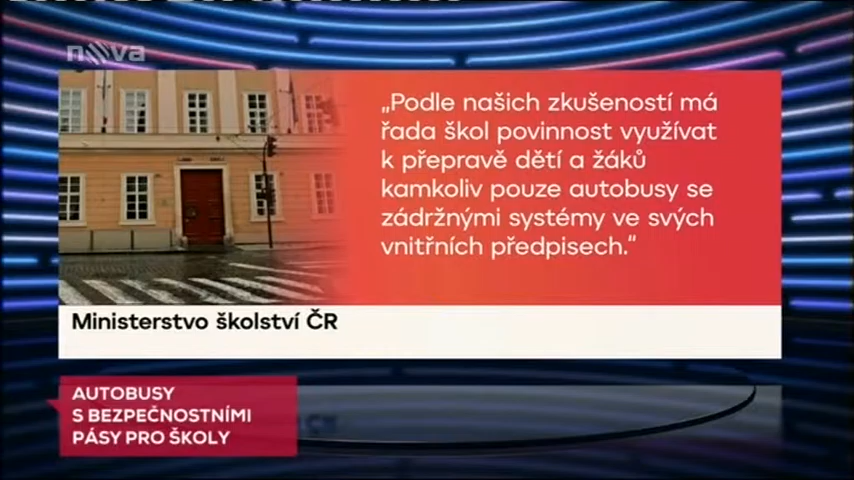 nova
„Podle našich zkušeností má
řada škol povinnost využívat
k přepravě dětí a žáků
kamkoliv pouze autobusy se
zádržnými systémy ve svých
vnitřních předpisech.“
Ministerstvo školství ČR
AUTOBUSY
S BEZPEČNOSTNÍMI
PÁSY PRO ŠKOLY